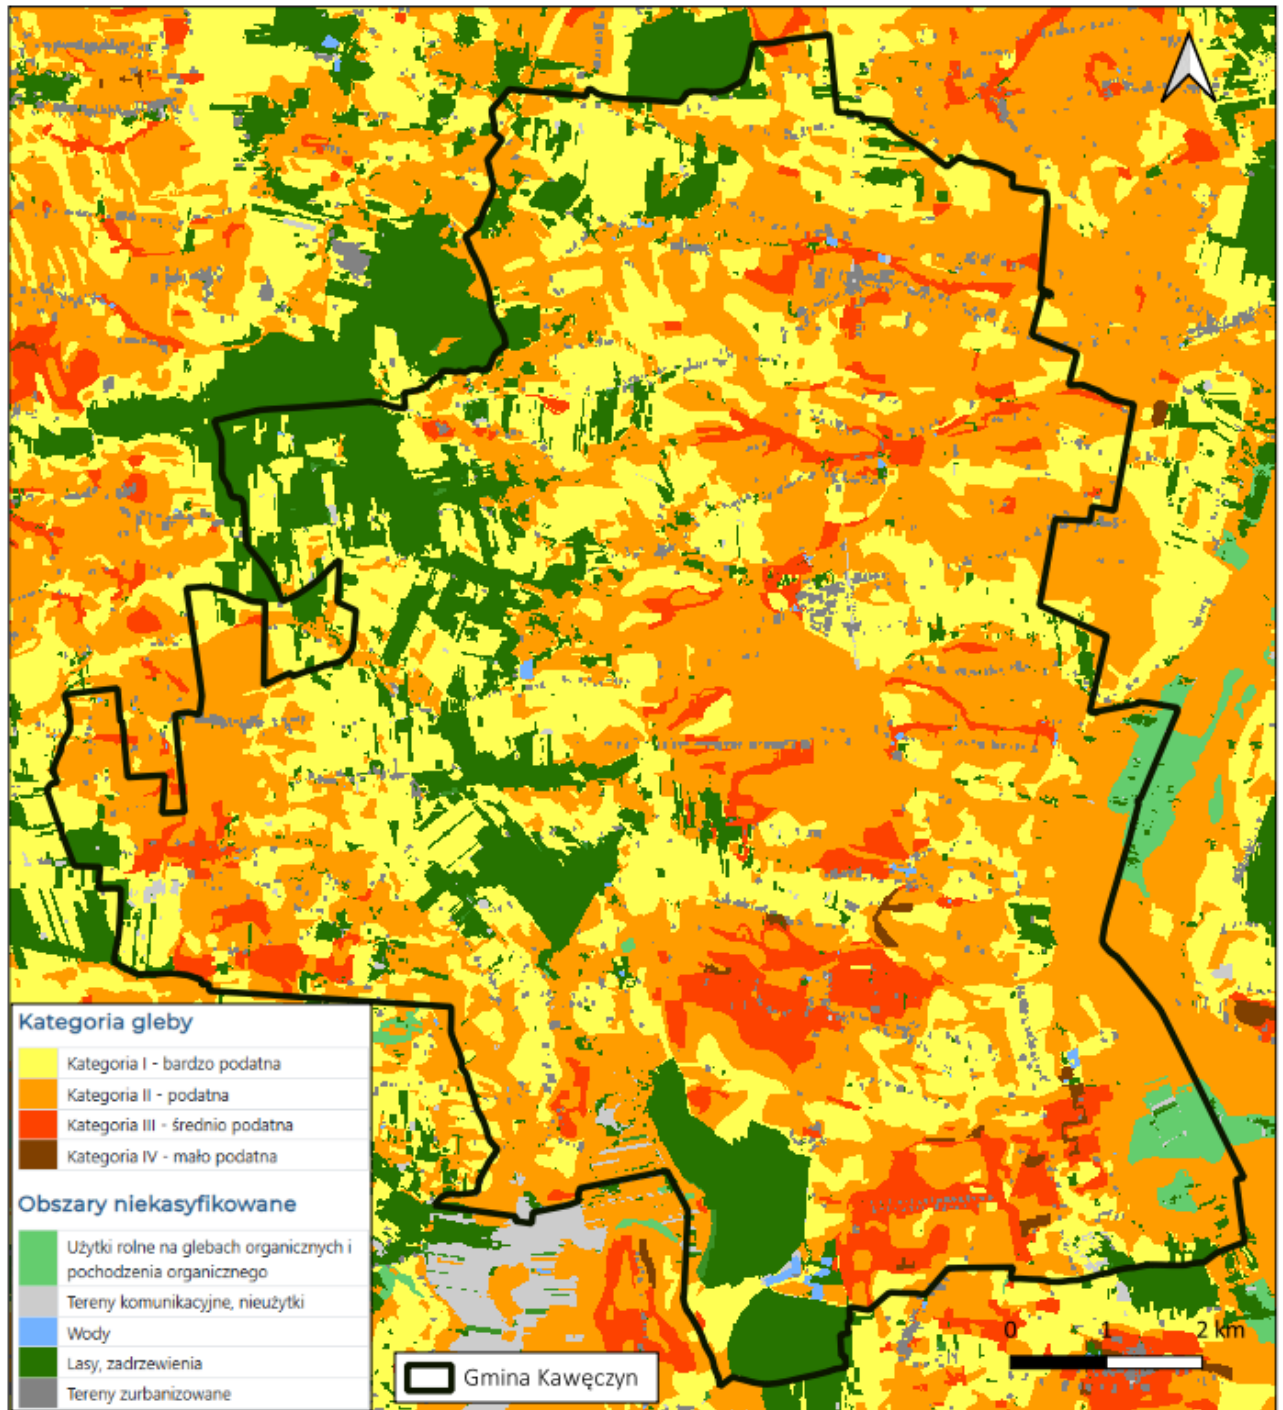 Kategoria gleby
Kategoria I - bardzo podatna
Kategoria II - podatna
Kategoria III - średnio podatna
Kategoria IV - mało podatna
Obszary niekasyfikowane
Użytki rolne na glebach organicznych i
pochodzenia organicznego
Tereny komunikacyjne, nieużytki
Wody
Lasy, zadrzewienia
Tereny zurbanizowane
Gmina Kawęczyn
0 1 2 km